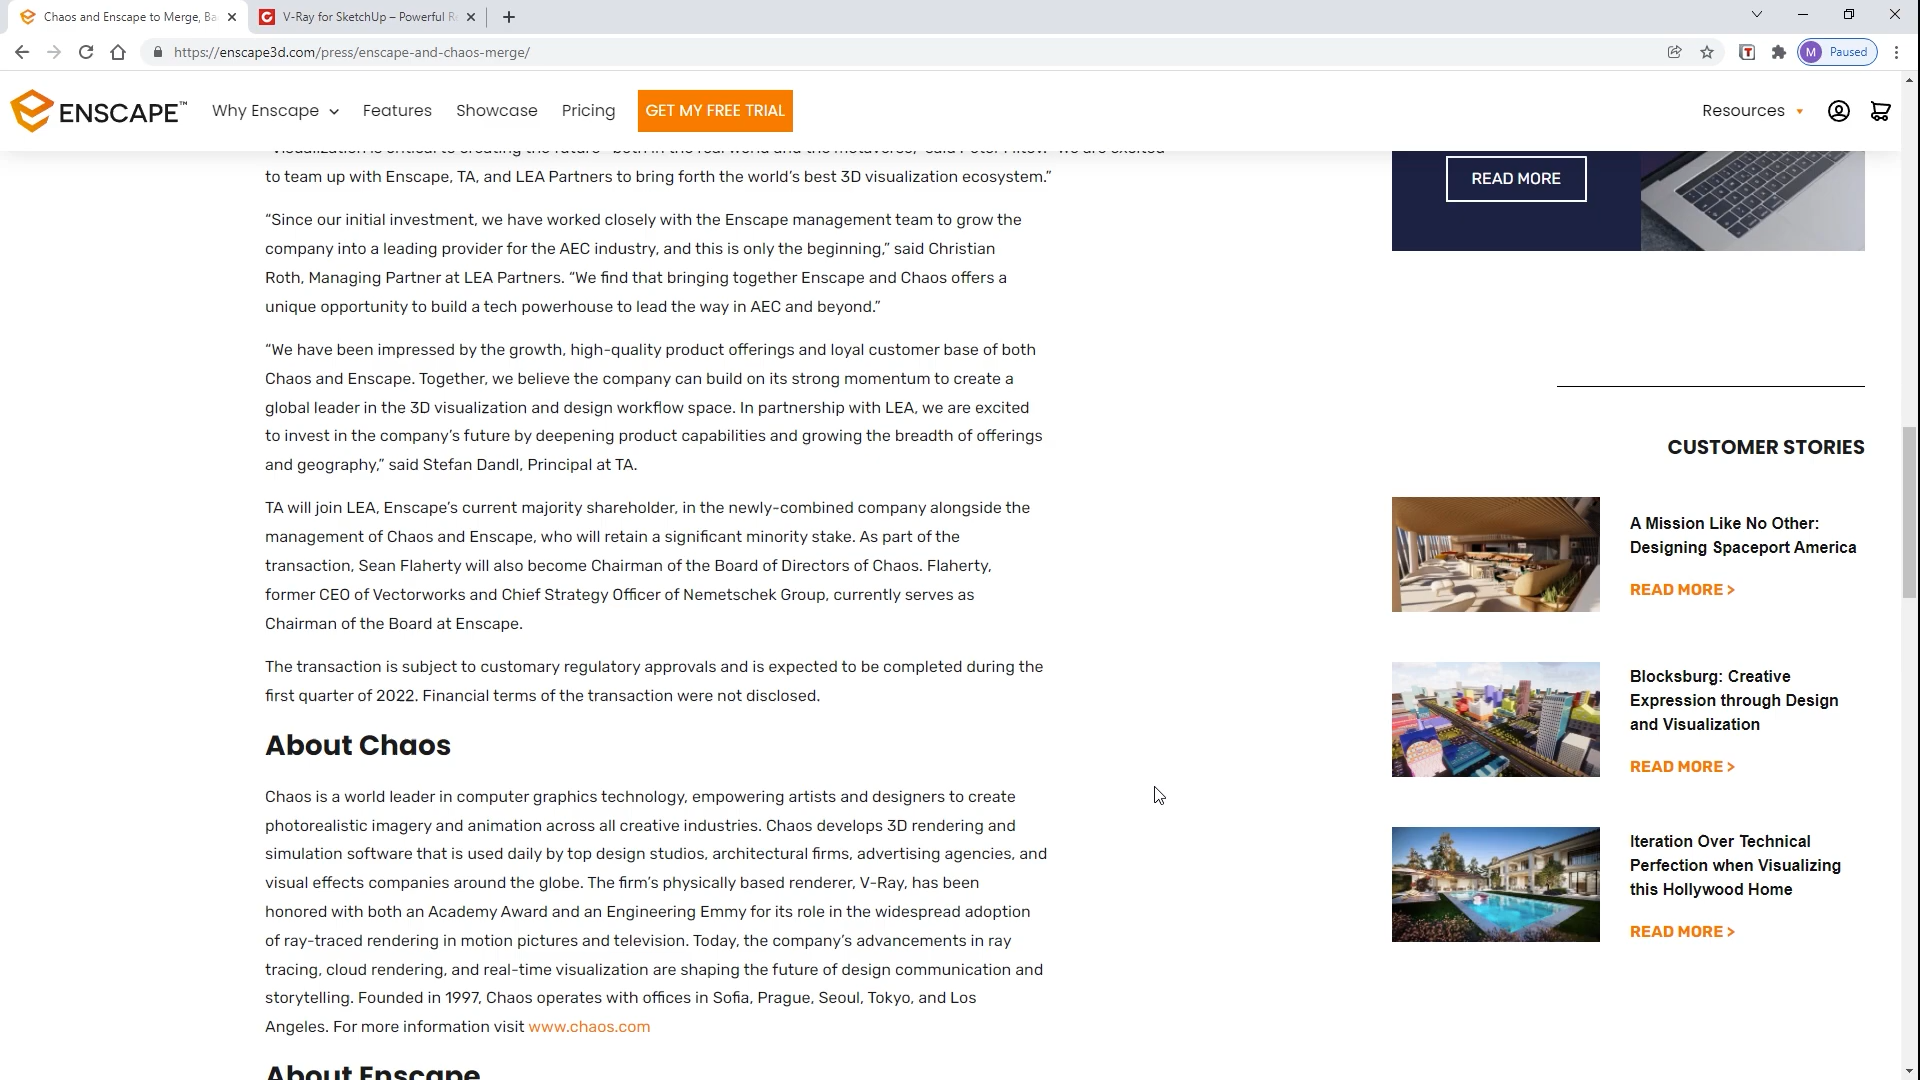 Chaos and Enscape to Merge, Ba
V-Ray for SketchUp – Powerful R
https://enscape3d.com/press/enscape-and-chaos-merge/
M
Paused
ENSCAPE™
Why Enscape
Features
Showcase
Pricing
GET MY FREE TRIAL
Resources
to team up with Enscape, TA, and LEA Partners to bring forth the world’s best 3D visualization ecosystem.”
“Since our initial investment, we have worked closely with the Enscape management team to grow the
company into a leading provider for the AEC industry, and this is only the beginning,” said Christian
Roth, Managing Partner at LEA Partners. “We find that bringing together Enscape and Chaos offers a
unique opportunity to build a tech powerhouse to lead the way in AEC and beyond.”
“We have been impressed by the growth, high-quality product offerings and loyal customer base of both
Chaos and Enscape. Together, we believe the company can build on its strong momentum to create a
global leader in the 3D visualization and design workflow space. In partnership with LEA, we are excited
to invest in the company’s future by deepening product capabilities and growing the breadth of offerings
and geography,” said Stefan Dandl, Principal at TA.
TA will join LEA, Enscape’s current majority shareholder, in the newly-combined company alongside the
management of Chaos and Enscape, who will retain a significant minority stake. As part of the
transaction, Sean Flaherty will also become Chairman of the Board of Directors of Chaos. Flaherty,
former CEO of Vectorworks and Chief Strategy Officer of Nemetschek Group, currently serves as
Chairman of the Board at Enscape.
The transaction is subject to customary regulatory approvals and is expected to be completed during the
first quarter of 2022. Financial terms of the transaction were not disclosed.
About Chaos
Chaos is a world leader in computer graphics technology, empowering artists and designers to create
photorealistic imagery and animation across all creative industries. Chaos develops 3D rendering and
simulation software that is used daily by top design studios, architectural firms, advertising agencies, and
visual effects companies around the globe. The firm’s physically based renderer, V-Ray, has been
honored with both an Academy Award and an Engineering Emmy for its role in the widespread adoption
of ray-traced rendering in motion pictures and television. Today, the company’s advancements in ray
tracing, cloud rendering, and real-time visualization are shaping the future of design communication and
storytelling. Founded in 1997, Chaos operates with offices in Sofia, Prague, Seoul, Tokyo, and Los
Angeles. For more information visit www.chaos.com
About Enscape
READ MORE
CUSTOMER STORIES
A Mission Like No Other:
Designing Spaceport America
READ MORE >
Blocksburg: Creative
Expression through Design
and Visualization
READ MORE >
Iteration Over Technical
Perfection when Visualizing
this Hollywood Home
READ MORE >